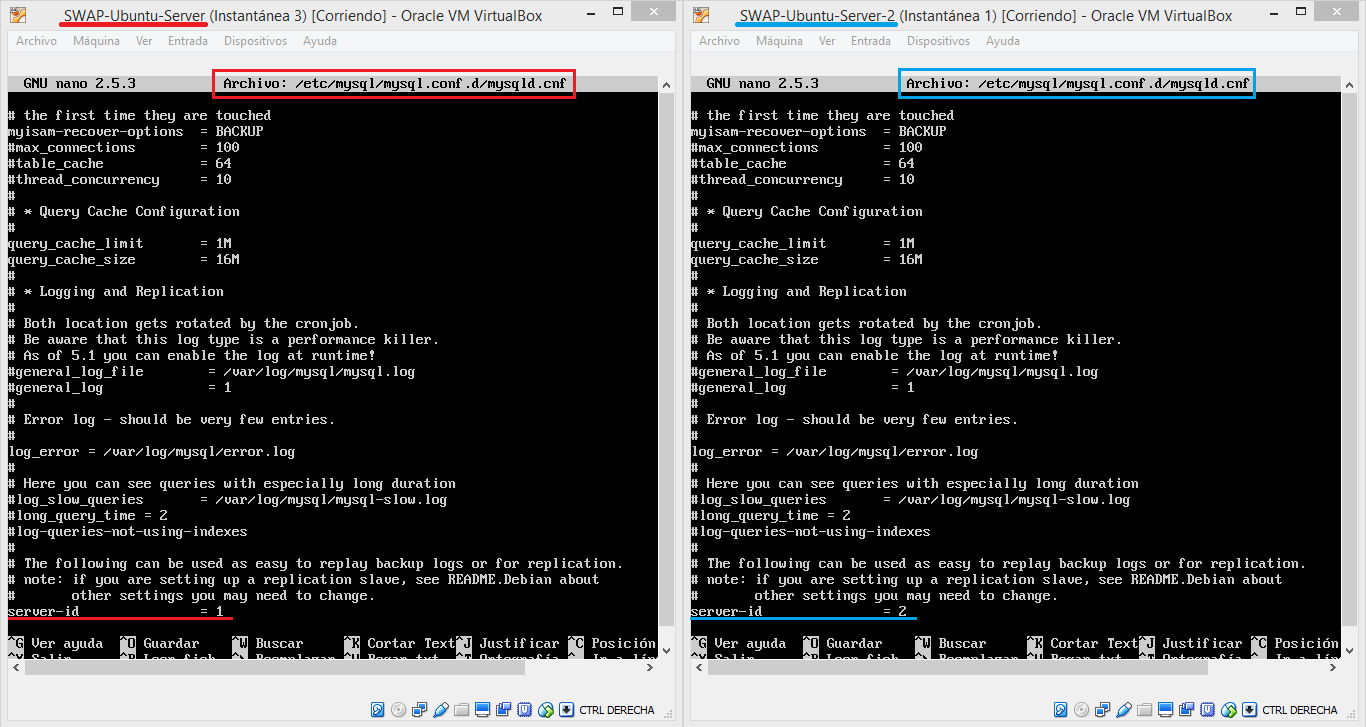 SWAP-Ubuntu-Server (Instantánea 3) [Corriendo] - Oracle VM VirtualBox
Archivo Máquina Ver Entrada Dispositivos Ayuda
GNU nano 2.5.3 Archivo: /etc/mysql/mysql.conf.d/mysqld.cnf
# the first time they are touched
myisam-recover-options = BACKUP
#max_connections = 100
#table_cache = 64
#thread_concurrency = 10
#
# * Query Cache Configuration
#
query_cache_limit = 1M
query_cache_size = 16M
#
# * Logging and Replication
#
# Both location gets rotated by the cronjob.
# Be aware that this log type is a performance killer.
# As of 5.1 you can enable the log at runtime!
#general_log_file = /var/log/mysql/mysql.log
#general_log = 1
#
# Error log - should be very few entries.
#
log_error = /var/log/mysql/error.log
#
# Here you can see queries with especially long duration
#log_slow_queries = /var/log/mysql/mysql-slow.log
#long_query_time = 2
#log-queries-not-using-indexes
#
# The following can be used as easy to replay backup logs or for replication.
# note: if you are setting up a replication slave, see README.Debian about
# other settings you may need to change.
server-id = 1
^G Ver ayuda ^O Guardar ^W Buscar ^K Cortar Text ^J Justificar ^C Posición
CTRL DERECHA
SWAP-Ubuntu-Server-2 (Instantánea 1) [Corriendo] - Oracle VM VirtualBox
Archivo Máquina Ver Entrada Dispositivos Ayuda
GNU nano 2.5.3 Archivo: /etc/mysql/mysql.conf.d/mysqld.cnf
# the first time they are touched
myisam-recover-options = BACKUP
#max_connections = 100
#table_cache = 64
#thread_concurrency = 10
#
# * Query Cache Configuration
#
query_cache_limit = 1M
query_cache_size = 16M
#
# * Logging and Replication
#
# Both location gets rotated by the cronjob.
# Be aware that this log type is a performance killer.
# As of 5.1 you can enable the log at runtime!
#general_log_file = /var/log/mysql/mysql.log
#general_log = 1
#
# Error log - should be very few entries.
#
log_error = /var/log/mysql/error.log
#
# Here you can see queries with especially long duration
#log_slow_queries = /var/log/mysql/mysql-slow.log
#long_query_time = 2
#log-queries-not-using-indexes
#
# The following can be used as easy to replay backup logs or for replication.
# note: if you are setting up a replication slave, see README.Debian about
# other settings you may need to change.
server-id = 2
^G Ver ayuda ^O Guardar ^W Buscar ^K Cortar Text ^J Justificar ^C Posición
CTRL DERECHA